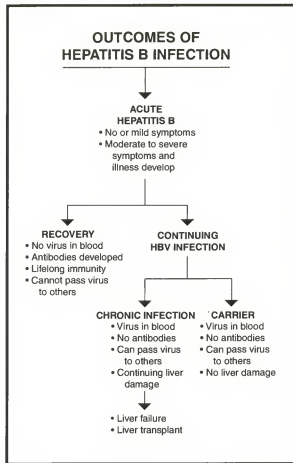 OUTCOMES OF
HEPATITIS B INFECTION
ACUTE
HEPATITIS B
• No or mild symptoms
• Moderate to severe
symptoms and
illness develop
RECOVERY
• No virus in blood
• Antibodies developed
• Lifelong immunity
• Cannot pass virus
to others
CONTINUING
HBV INFECTION
CHRONIC INFECTION
• Virus in blood
• No antibodies
• Can pass virus
to others
• Continuing liver
damage
CARRIER
• Virus in blood
• No antibodies
• Can pass virus
to others
• No liver damage
• Liver failure
• Liver transplant